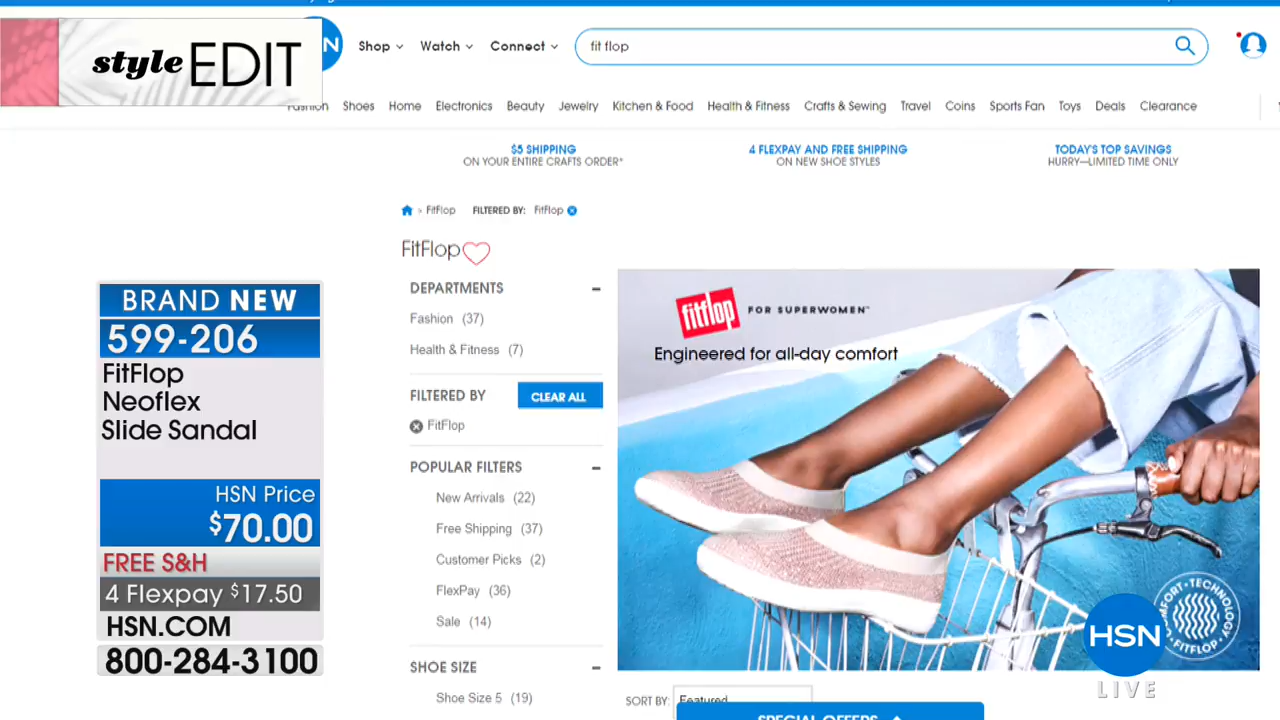 style EDIT
N
Shop
Watch
Connect
fit flop
Fashion
Shoes
Home
Electronics
Beauty
Jewelry
Kitchen & Food
Health & Fitness
Crafts & Sewing
Travel
Coins
Sports Fan
Toys
Deals
Clearance
$5 SHIPPING
ON YOUR ENTIRE CRAFTS ORDER*
4 FLEXPAY AND FREE SHIPPING
ON NEW SHOE STYLES
TODAY'S TOP SAVINGS
HURRY—LIMITED TIME ONLY
> FitFlop FILTERED BY: FitFlop
FitFlop
DEPARTMENTS
Fashion (37)
Health & Fitness (7)
FILTERED BY
CLEAR ALL
FitFlop
POPULAR FILTERS
New Arrivals (22)
Free Shipping (37)
Customer Picks (2)
FlexPay (36)
Sale (14)
SHOE SIZE
Shoe Size 5 (19)
fitflop FOR SUPERWOMEN™
Engineered for all-day comfort
COMFORT·TECHNOLOGY
FITFLOP
SORT BY: Featured
SPECIAL OFFERS
BRAND NEW
599-206
FitFlop
Neoflex
Slide Sandal
HSN Price
$70.00
FREE S&H
4 Flexpay $17.50
HSN.COM
800-284-3100
HSN
LIVE